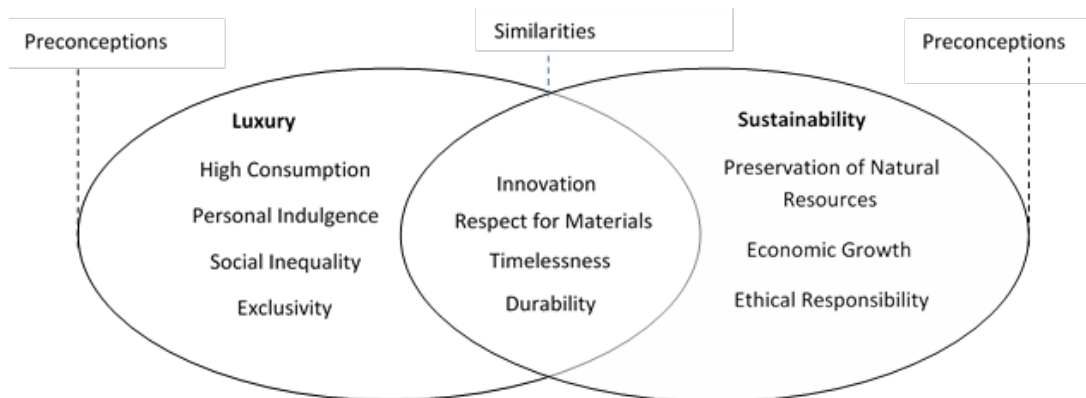 Preconceptions
Similarities
Preconceptions
Luxury
High Consumption
Personal Indulgence
Social Inequality
Exclusivity
Innovation
Respect for Materials
Timelessness
Durability
Sustainability
Preservation of Natural
Resources
Economic Growth
Ethical Responsibility